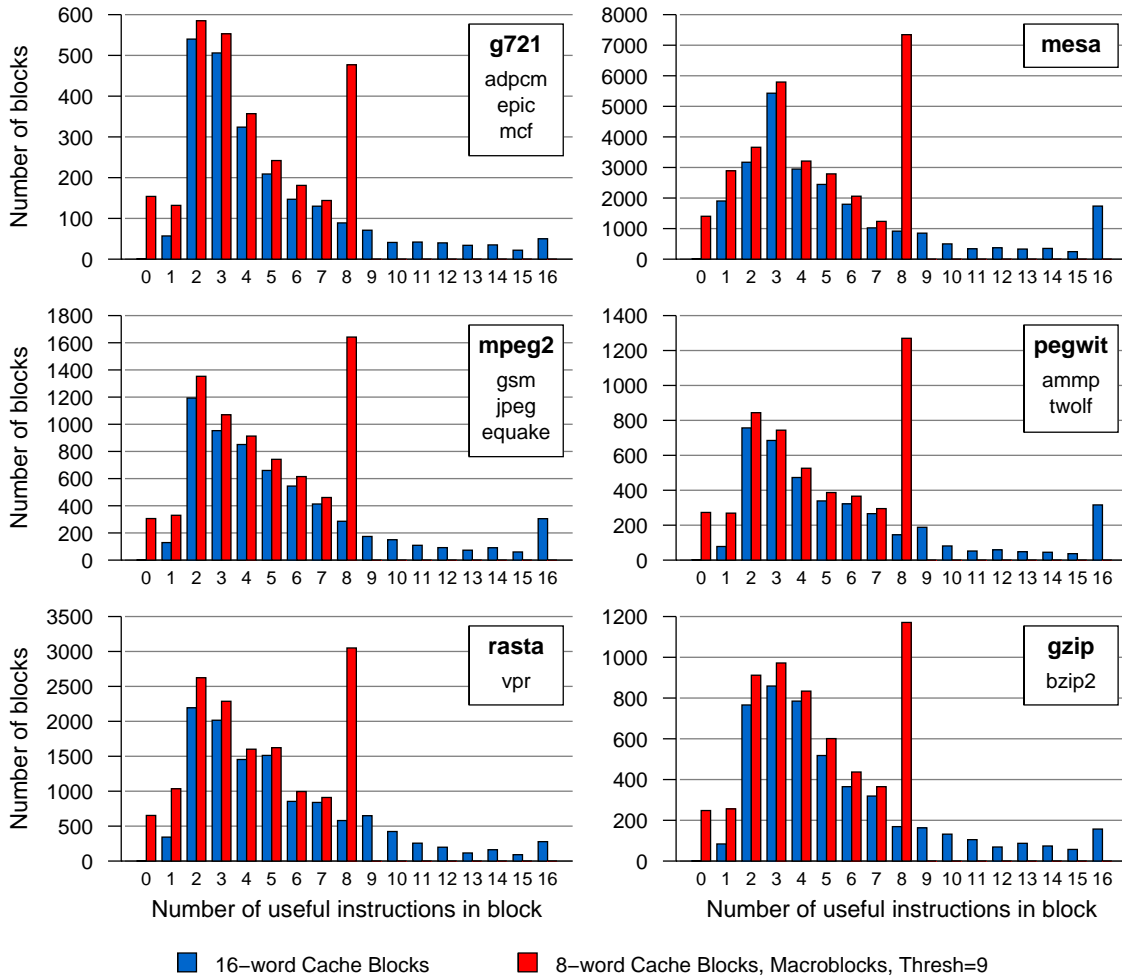 Number of blocks
600
500
400
300
200
100
0
0 1 2 3 4 5 6 7 8 9 10 11 12 13 14 15 16
g721
adpcm
epic
mcf
8000
7000
6000
5000
4000
3000
2000
1000
0
0 1 2 3 4 5 6 7 8 9 10 11 12 13 14 15 16
mesa
Number of blocks
1800
1600
1400
1200
1000
800
600
400
200
0
0 1 2 3 4 5 6 7 8 9 10 11 12 13 14 15 16
mpeg2
gsm
jpeg
equake
1400
1200
1000
800
600
400
200
0
0 1 2 3 4 5 6 7 8 9 10 11 12 13 14 15 16
pegwit
ammp
twolf
Number of blocks
3500
3000
2500
2000
1500
1000
500
0
0 1 2 3 4 5 6 7 8 9 10 11 12 13 14 15 16
rasta
vpr
Number of useful instructions in block
1200
1000
800
600
400
200
0
0 1 2 3 4 5 6 7 8 9 10 11 12 13 14 15 16
gzip
bzip2
Number of useful instructions in block
16−word Cache Blocks
8−word Cache Blocks, Macroblocks, Thresh=9